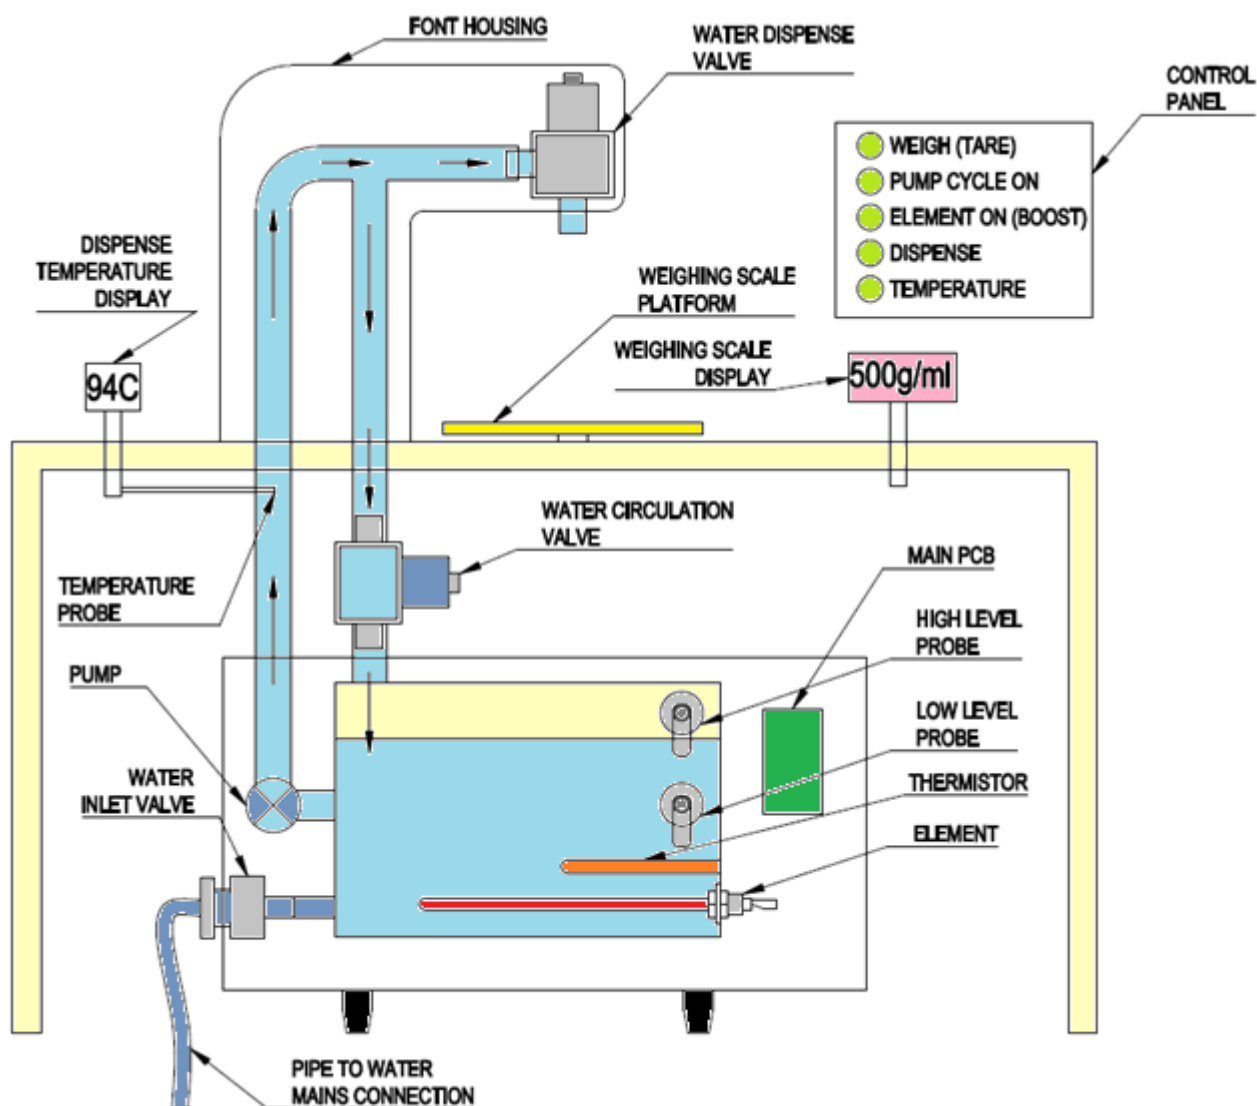 FONT HOUSING
WATER DISPENSE
VALVE
CONTROL
PANEL
WEIGH (TARE)
PUMP CYCLE ON
ELEMENT ON (BOOST)
DISPENSE
TEMPERATURE
DISPENSE
TEMPERATURE
DISPLAY
94C
WEIGHING SCALE
PLATFORM
WEIGHING SCALE
DISPLAY
500g/ml
WATER CIRCULATION
VALVE
MAIN PCB
TEMPERATURE
PROBE
HIGH LEVEL
PROBE
PUMP
LOW LEVEL
PROBE
WATER
INLET VALVE
THERMISTOR
ELEMENT
PIPE TO WATER
MAINS CONNECTION